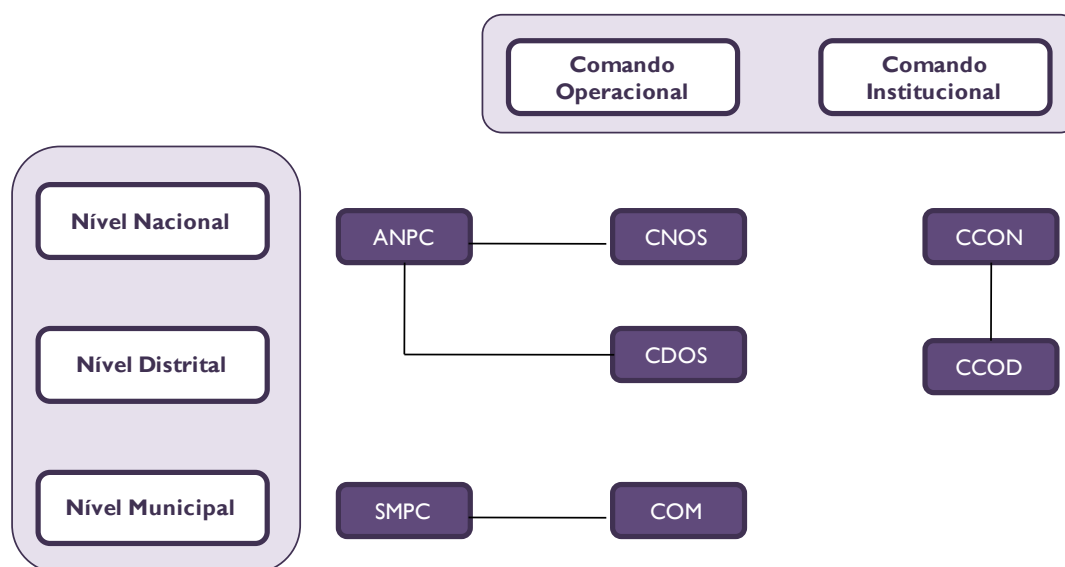 Comando
Operacional
Comando
Institucional
Nível Nacional
ANPC
CNOS
CCON
Nível Distrital
CDOS
CCOD
Nível Municipal
SMPC
COM